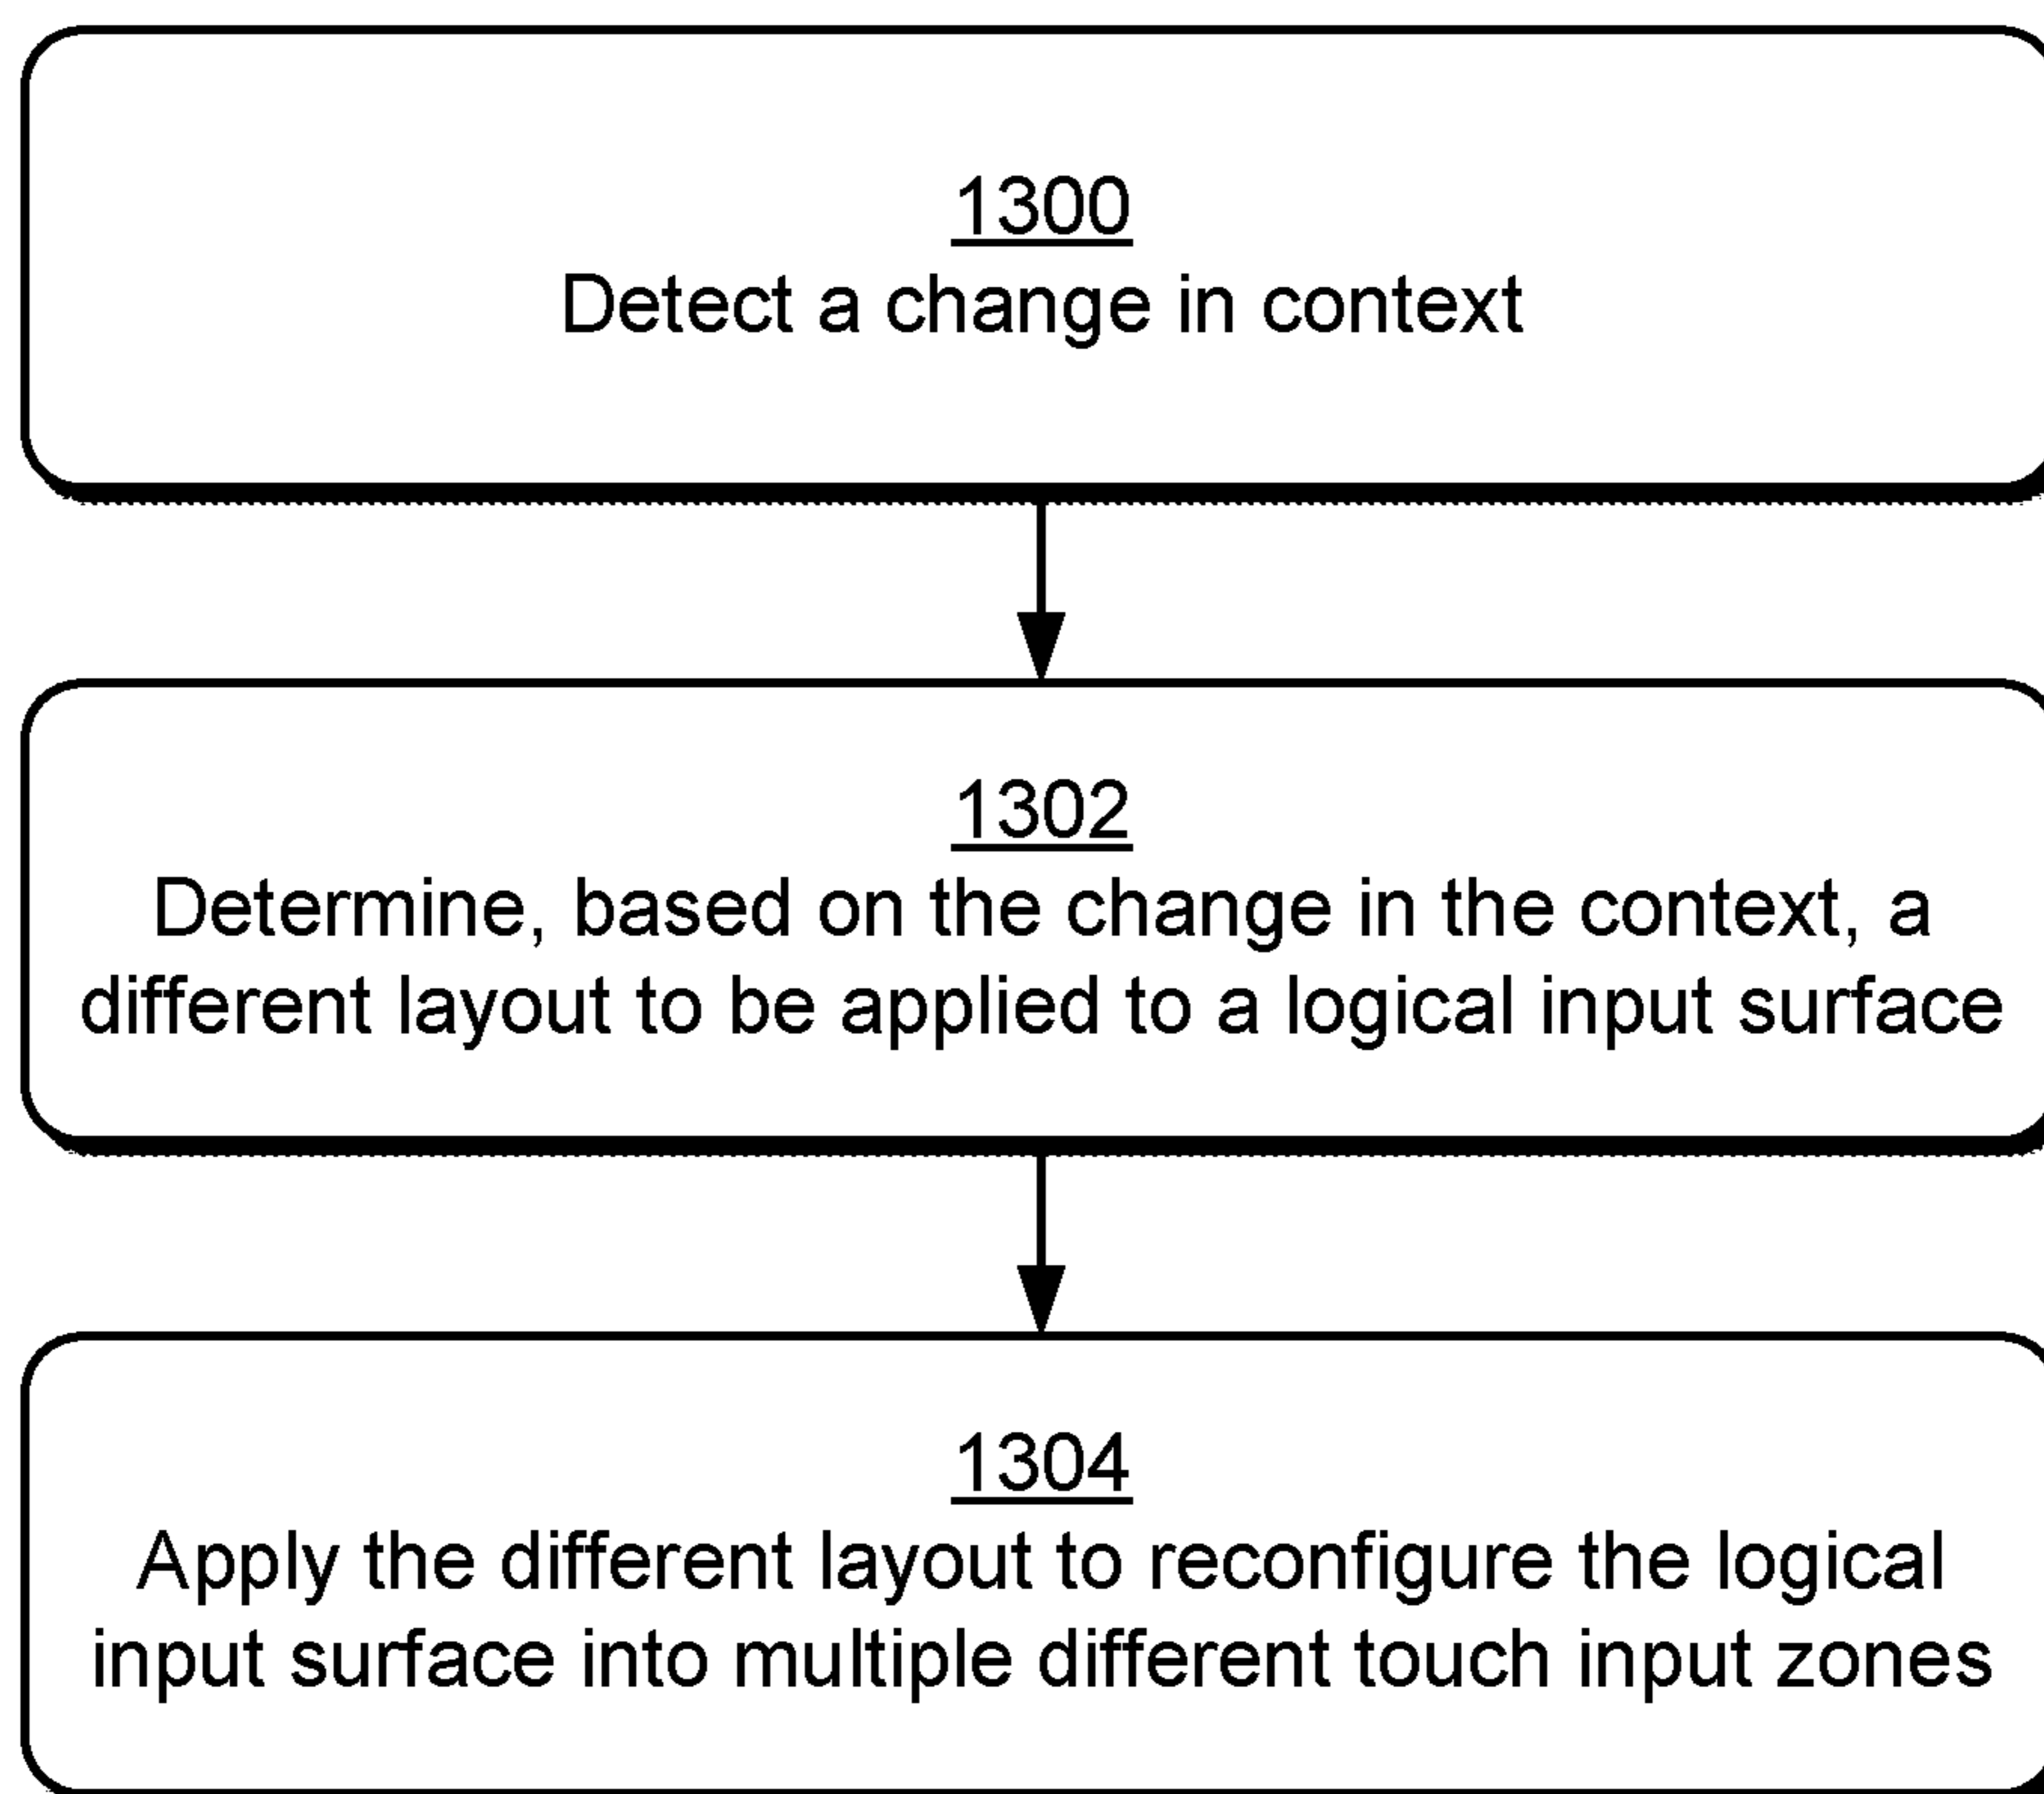 1300
Detect a change in context
1302
Determine, based on the change in the context, a
different layout to be applied to a logical input surface
1304
Apply the different layout to reconfigure the logical
input surface into multiple different touch input zones